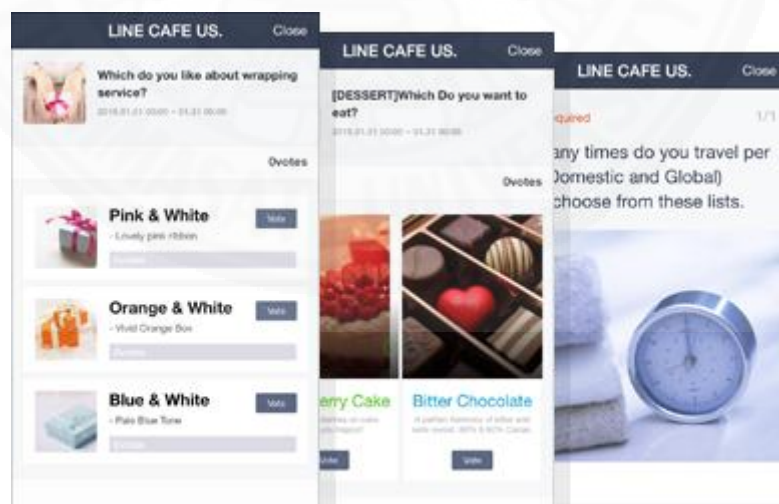 LINE CAFE US. Close
Which do you like about wrapping
service?
0votes
Pink & White
Vote
- Lovely pink ribbon
Orange & White
Vote
- Vivid Orange Box
Blue & White
Vote
- Pale Blue Tone
LINE CAFE US. Close
[DESSERT]Which Do you want to
eat?
0votes
erry Cake
Bitter Chocolate
Vote
LINE CAFE US. Close
quired 1/1
any times do you travel per
Domestic and Global)
choose from these lists.